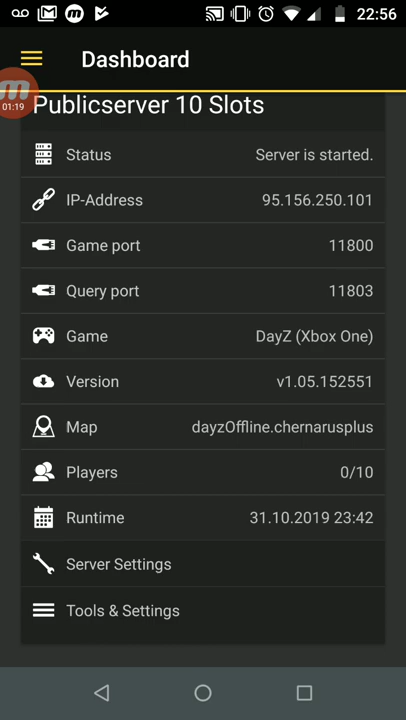 22:56
Dashboard
01:19
Publicserver 10 Slots
Status Server is started.
IP-Address 95.156.250.101
Game port 11800
Query port 11803
Game DayZ (Xbox One)
Version v1.05.152551
Map dayzOffline.chernarusplus
Players 0/10
Runtime 31.10.2019 23:42
Server Settings
Tools & Settings